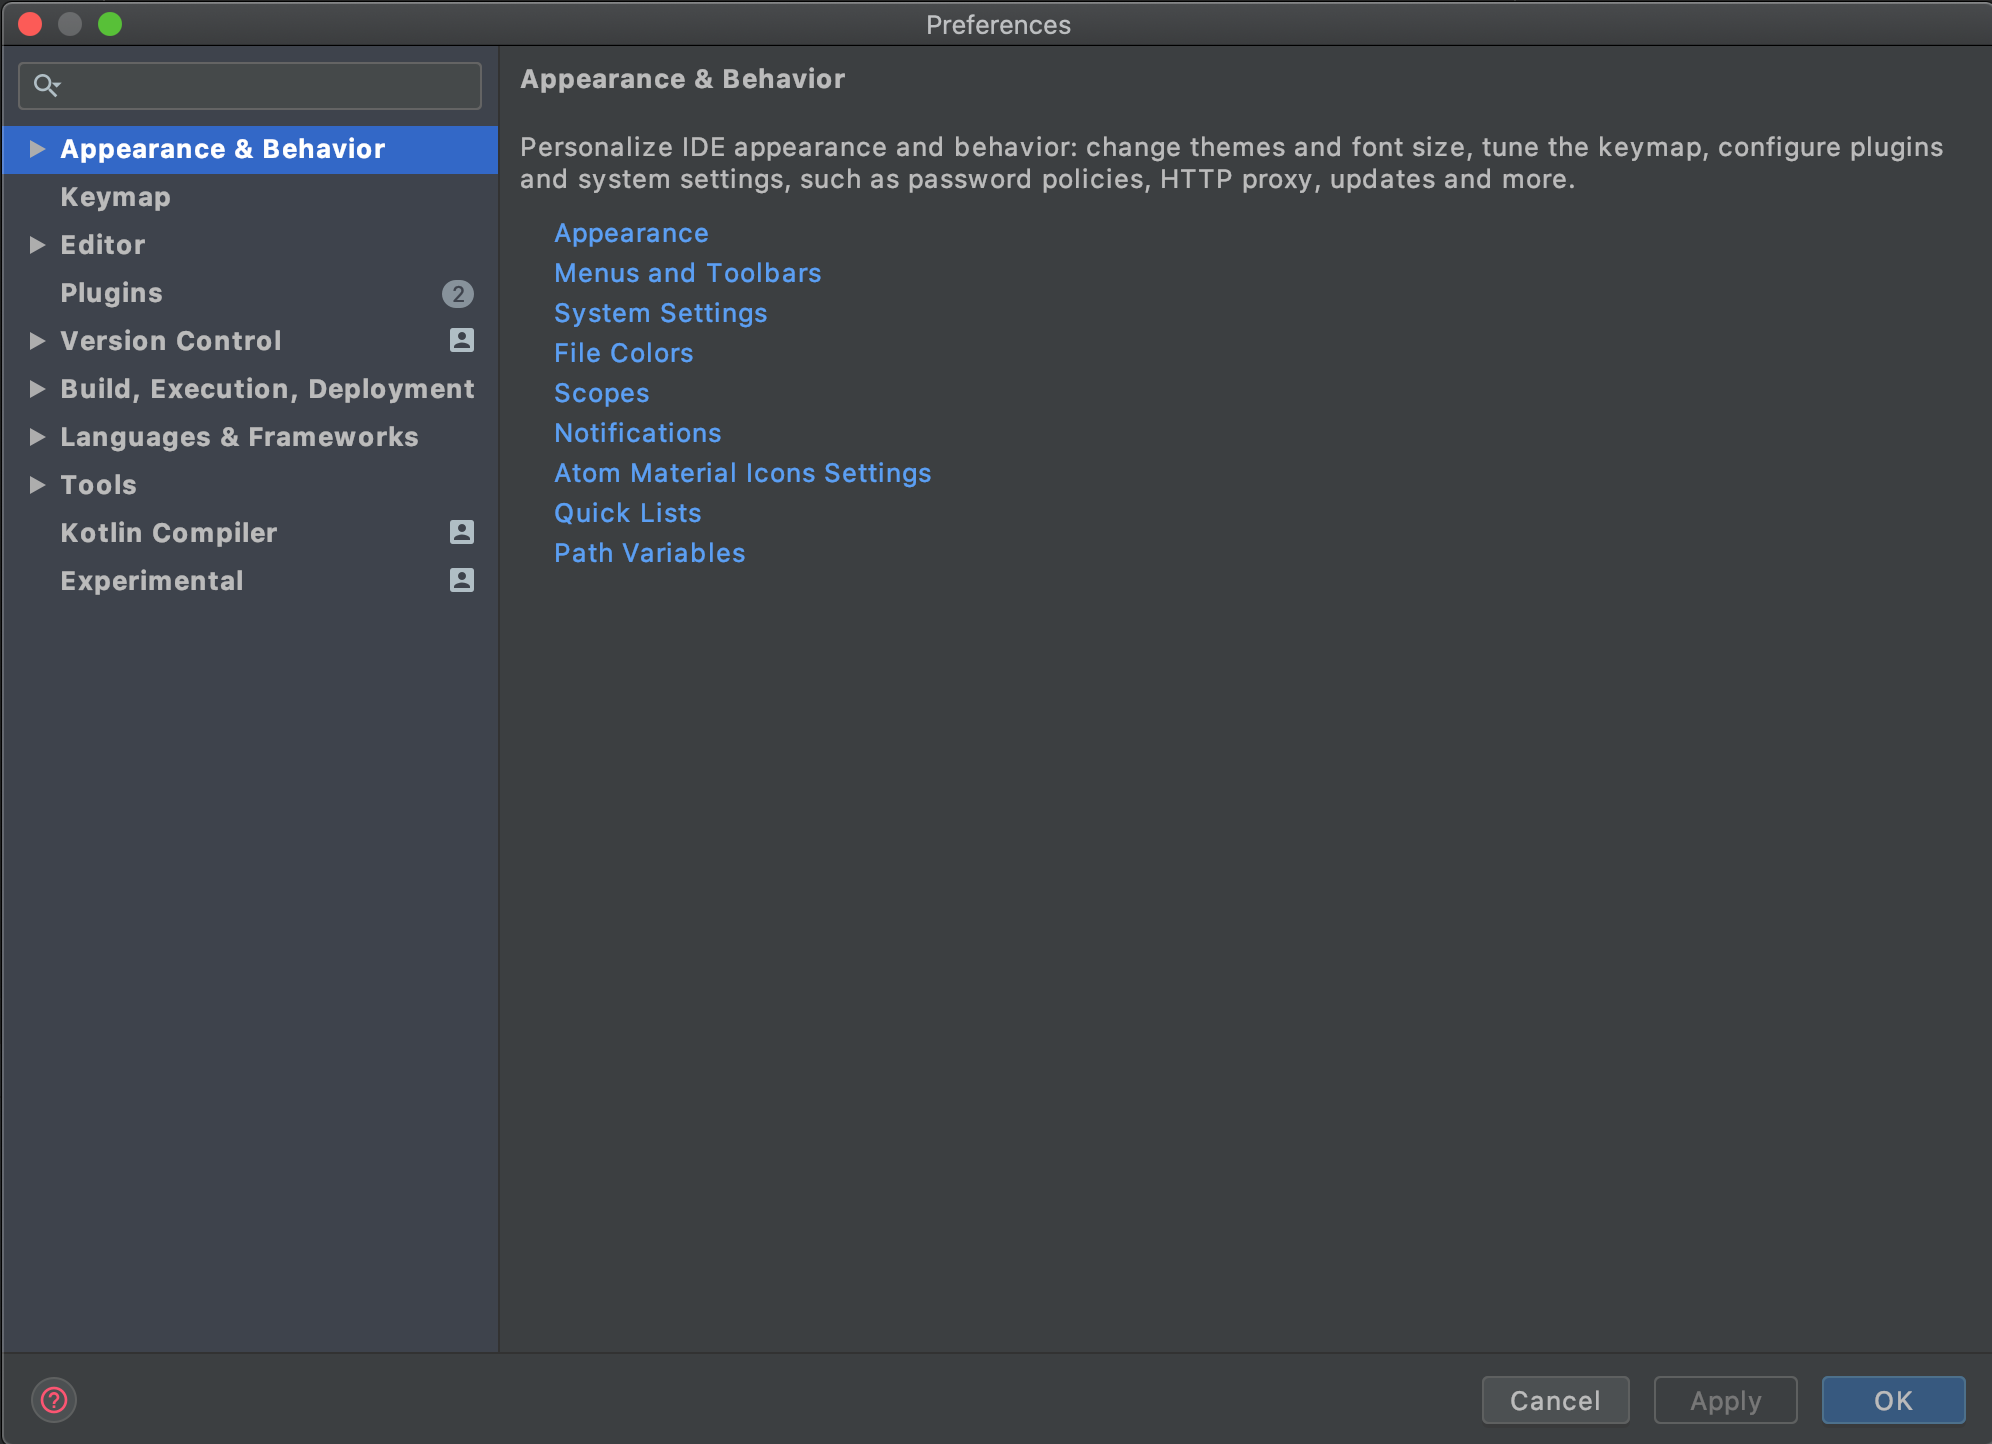 Preferences
Appearance & Behavior
Keymap
Editor
Plugins 2
Version Control
Build, Execution, Deployment
Languages & Frameworks
Tools
Kotlin Compiler
Experimental
Appearance & Behavior
Personalize IDE appearance and behavior: change themes and font size, tune the keymap, configure plugins
and system settings, such as password policies, HTTP proxy, updates and more.
Appearance
Menus and Toolbars
System Settings
File Colors
Scopes
Notifications
Atom Material Icons Settings
Quick Lists
Path Variables
?
Cancel Apply OK